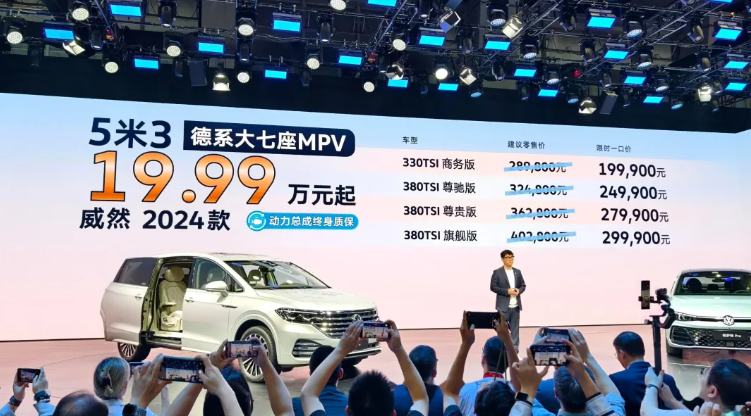 5米3 德系大七座MPV
19.99 万元起
威然 2024款 动力总成终身质保
车型 建议零售价 限时一口价
330TSI 商务版 289,800元 199,900元
380TSI 尊驰版 324,800元 249,900元
380TSI 尊贵版 362,800元 279,900元
380TSI 旗舰版 402,800元 299,900元